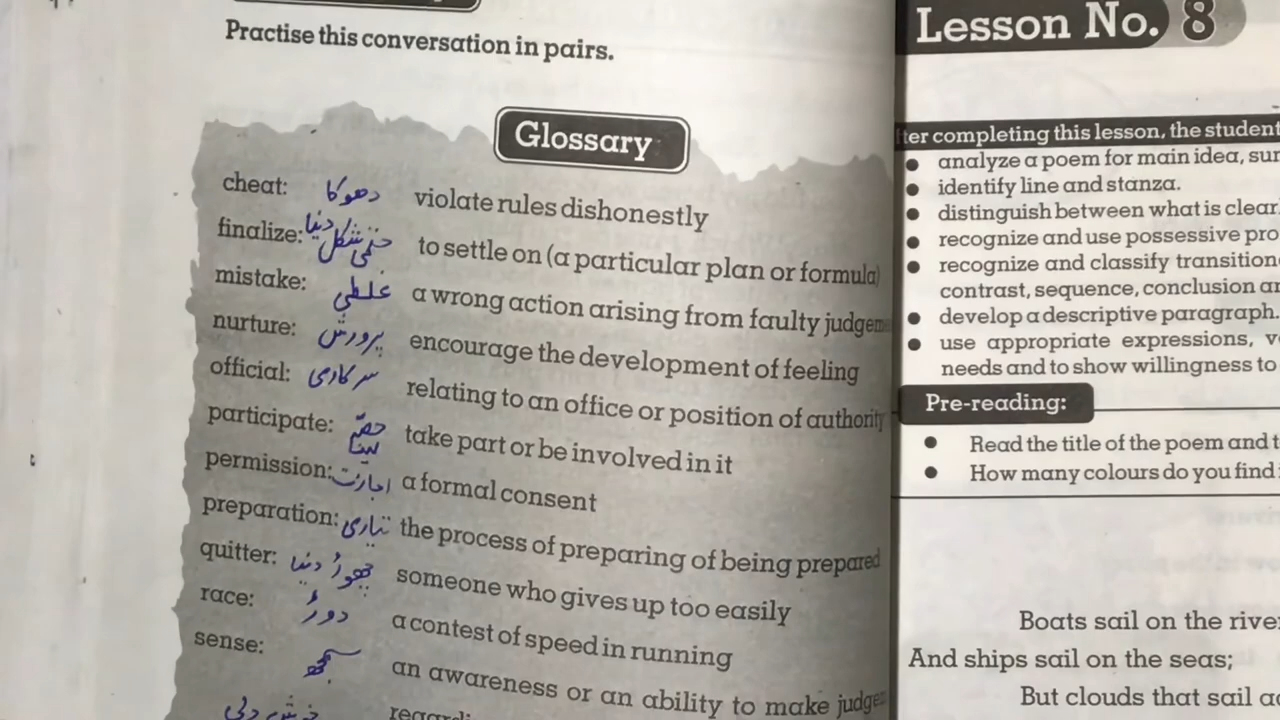 Practise this conversation in pairs.
Glossary
cheat: دھوکا violate rules dishonestly
finalize: حتمی شکل دینا to settle on (a particular plan or formula)
mistake: غلطی a wrong action arising from faulty
nurture: پرورش encourage the development of feeling
official: سرکاری relating to an office or position of authority
participate: حصّہ لینا take part or be involved in it
permission: اجازت a formal consent
preparation: تیاری the process of preparing of being prepared
quitter: چھوڑ دینا someone who gives up too easily
race: دوڑ a contest of speed in running
sense: سمجھ an awareness or an ability to make
خوش دلی
Lesson No. 8
ter completing this lesson, the student
• analyze a poem for main idea, sur
• identify line and stanza.
• distinguish between what is clear
• recognize and use possessive pro
• recognize and classify transition
contrast, sequence, conclusion ar
• develop a descriptive paragraph.
• use appropriate expressions, v
needs and to show willingness to
Pre-reading:
• Read the title of the poem and t
• How many colours do you find
Boats sail on the rive
And ships sail on the seas;
But clouds that sail a